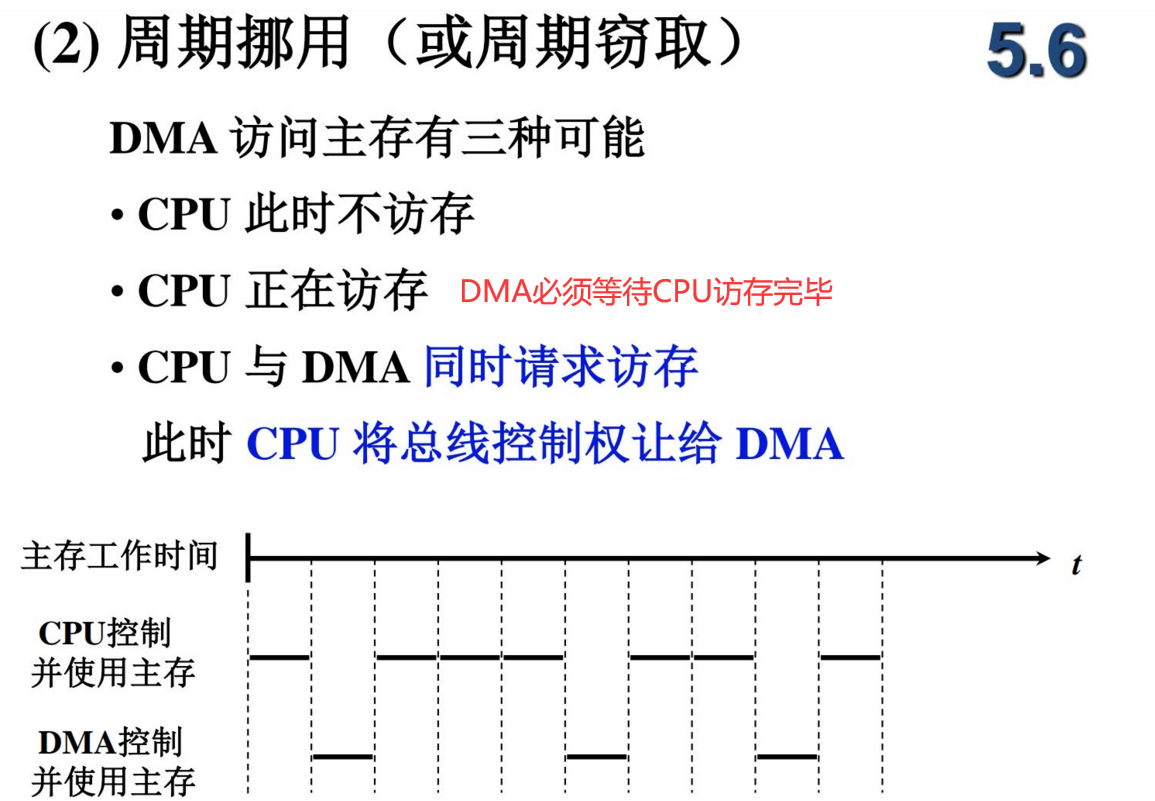 (2) 周期挪用（或周期窃取）
5.6
DMA 访问主存有三种可能
• CPU 此时不访存
• CPU 正在访存 DMA必须等待CPU访存完毕
• CPU 与 DMA 同时请求访存
此时 CPU 将总线控制权让给 DMA
主存工作时间
t
CPU控制
并使用主存
DMA控制
并使用主存